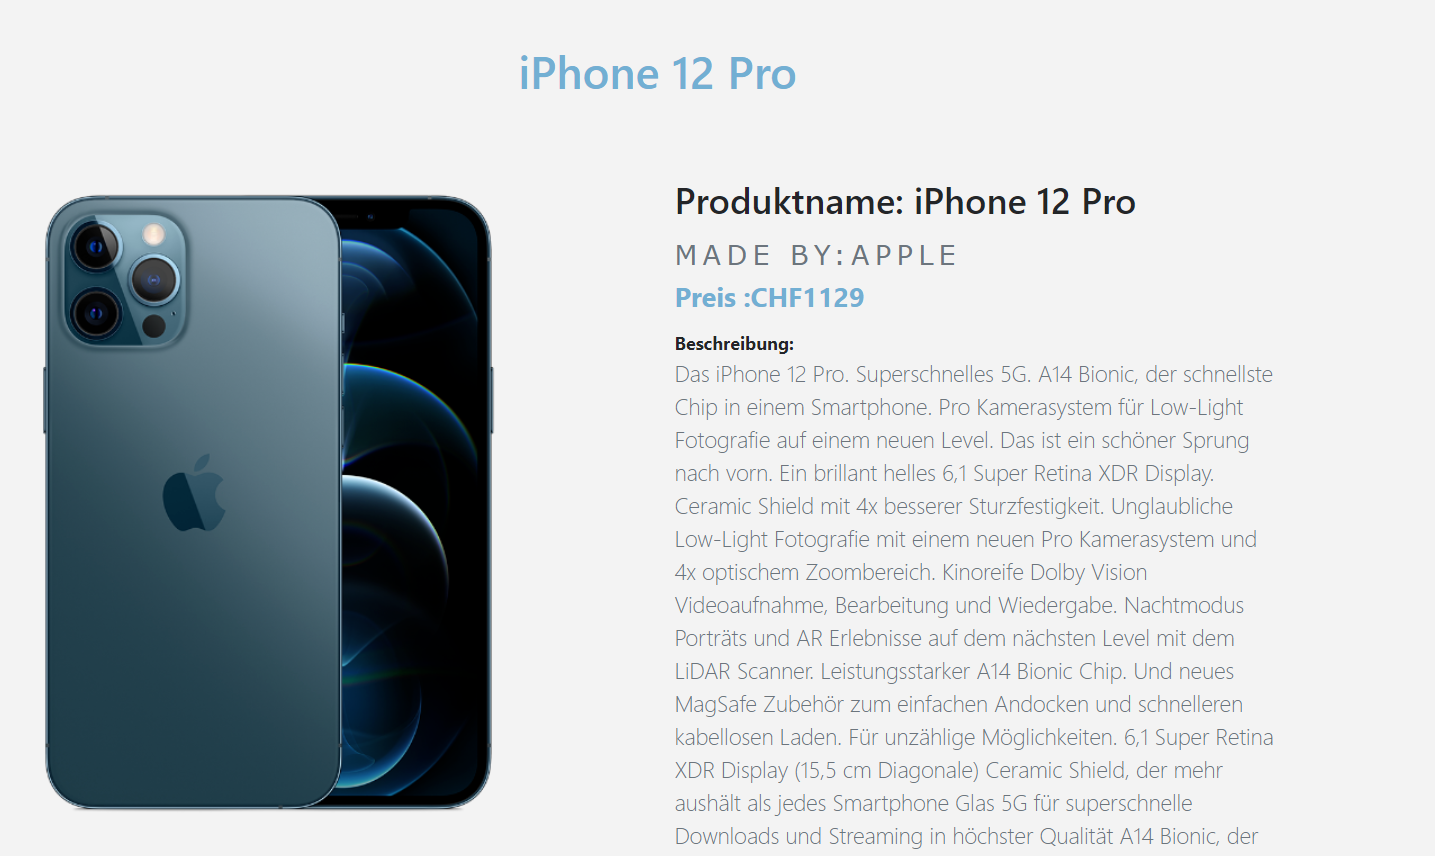 iPhone 12 Pro
Produktname: iPhone 12 Pro
MADE BY:APPLE
Preis :CHF1129
Beschreibung:
Das iPhone 12 Pro. Superschnelles 5G. A14 Bionic, der schnellste
Chip in einem Smartphone. Pro Kamerasystem für Low-Light
Fotografie auf einem neuen Level. Das ist ein schöner Sprung
nach vorn. Ein brillant helles 6,1 Super Retina XDR Display.
Ceramic Shield mit 4x besserer Sturzfestigkeit. Unglaubliche
Low-Light Fotografie mit einem neuen Pro Kamerasystem und
4x optischem Zoombereich. Kinoreife Dolby Vision
Videoaufnahme, Bearbeitung und Wiedergabe. Nachtmodus
Porträts und AR Erlebnisse auf dem nächsten Level mit dem
LiDAR Scanner. Leistungsstarker A14 Bionic Chip. Und neues
MagSafe Zubehör zum einfachen Andocken und schnelleren
kabellosen Laden. Für unzählige Möglichkeiten. 6,1 Super Retina
XDR Display (15,5 cm Diagonale) Ceramic Shield, der mehr
aushält als jedes Smartphone Glas 5G für superschnelle
Downloads und Streaming in höchster Qualität A14 Bionic, der